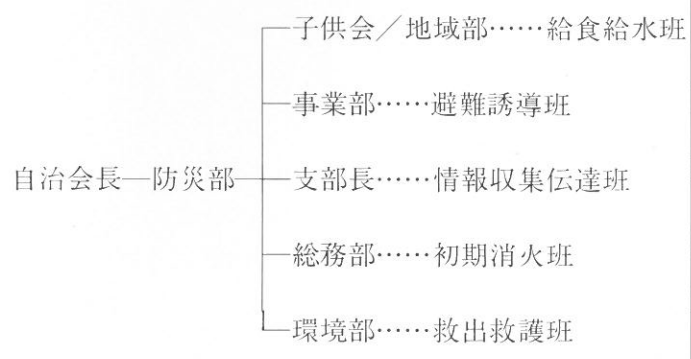 子供会／地域部……給食給水班
事業部……避難誘導班
自治会長―防災部―支部長……情報収集伝達班
総務部……初期消火班
環境部……救出救護班